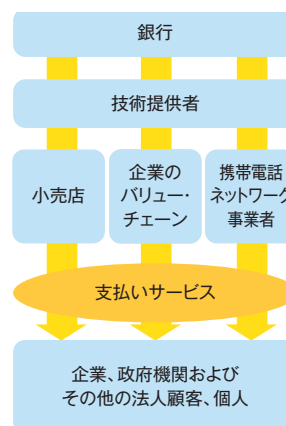 銀行
技術提供者
小売店
企業の
バリュー・
チェーン
携帯電話
ネットワーク
事業者
支払いサービス
企業、政府機関および
その他の法人顧客、個人